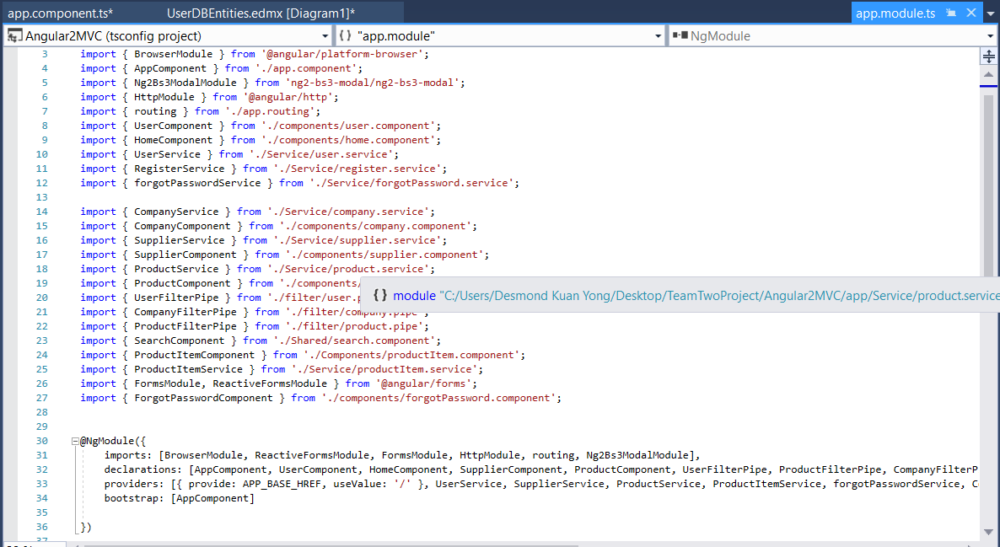 app.component.ts* UserDBEntities.edmx [Diagram1]* app.module.ts
Angular2MVC (tsconfig project) {} "app.module" NgModule
3 import { BrowserModule } from '@angular/platform-browser';
4 import { AppComponent } from './app.component';
5 import { Ng2Bs3ModalModule } from 'ng2-bs3-modal/ng2-bs3-modal';
6 import { HttpModule } from '@angular/http';
7 import { routing } from './app.routing';
8 import { UserComponent } from './components/user.component';
9 import { HomeComponent } from './components/home.component';
10 import { UserService } from './Service/user.service';
11 import { RegisterService } from './Service/register.service';
12 import { forgotPasswordService } from './Service/forgotPassword.service';
13
14 import { CompanyService } from './Service/company.service';
15 import { CompanyComponent } from './components/company.component';
16 import { SupplierService } from './Service/supplier.service';
17 import { SupplierComponent } from './components/supplier.component';
18 import { ProductService } from './Service/product.service';
19 import { ProductComponent } from './components/
{} module "C:/Users/Desmond Kuan Yong/Desktop/TeamTwoProject/Angular2MVC/app/Service/product.service
20 import { UserFilterPipe } from './filter/user.p
21 import { CompanyFilterPipe } from './filter/company.pipe';
22 import { ProductFilterPipe } from './filter/product.pipe';
23 import { SearchComponent } from './Shared/search.component';
24 import { ProductItemComponent } from './Components/productItem.component';
25 import { ProductItemService } from './Service/productItem.service';
26 import { FormsModule, ReactiveFormsModule } from '@angular/forms';
27 import { ForgotPasswordComponent } from './components/forgotPassword.component';
28
29
30 @NgModule({
31 imports: [BrowserModule, ReactiveFormsModule, FormsModule, HttpModule, routing, Ng2Bs3ModalModule],
32 declarations: [AppComponent, UserComponent, HomeComponent, SupplierComponent, ProductComponent, UserFilterPipe, ProductFilterPipe, CompanyFilterP
33 providers: [{ provide: APP_BASE_HREF, useValue: '/' }, UserService, SupplierService, ProductService, ProductItemService, forgotPasswordService, C
34 bootstrap: [AppComponent]
35
36 })
37